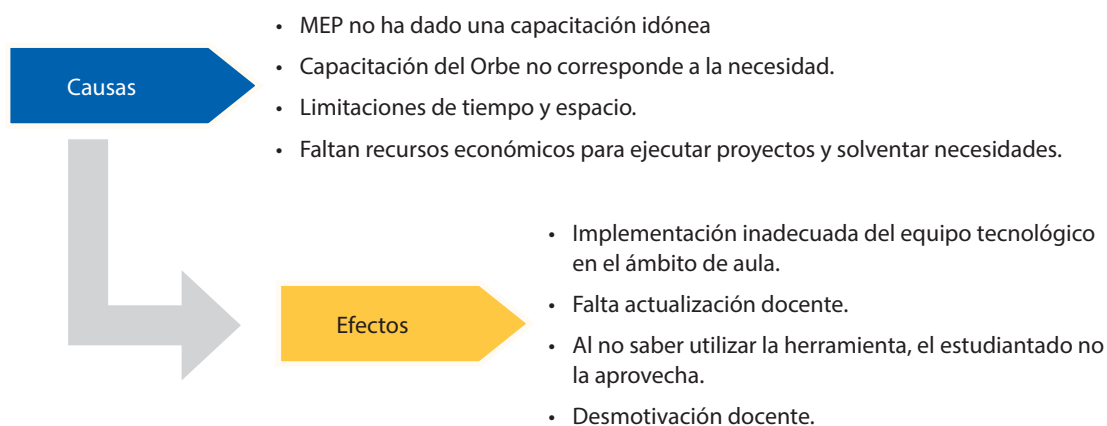 Causas
• MEP no ha dado una capacitación idónea
• Capacitación del Orbe no corresponde a la necesidad.
• Limitaciones de tiempo y espacio.
• Faltan recursos económicos para ejecutar proyectos y solventar necesidades.
Efectos
• Implementación inadecuada del equipo tecnológico
en el ámbito de aula.
• Falta actualización docente.
• Al no saber utilizar la herramienta, el estudiantado no
la aprovecha.
• Desmotivación docente.